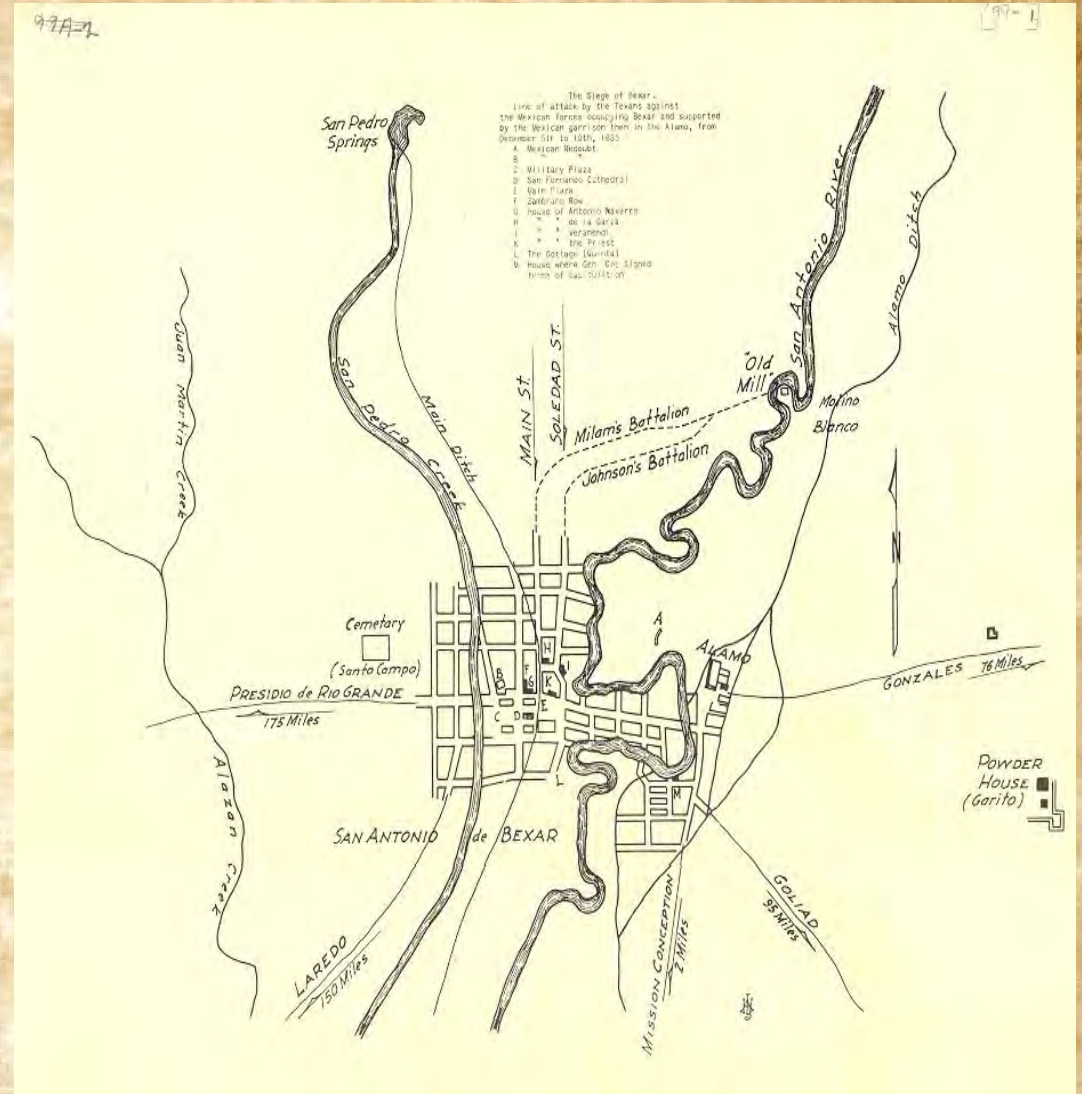 The Siege of Bexar.
Line of attack by the Texans against
the Mexican forces occupying Bexar and supported
by the Mexican garrison then in the Alamo, from
December 5th to 10th, 1835
A Mexican Redoubt
B " "
C Military Plaza
D San Fernando Cathedral
E Main Plaza
F Zambrano Row
G House of Antonio Navarro
H " " de la Garza
I " " Veramendi
K " " the Priest
L The Cottage (Quinta)
M House where Gen. Cos Signed
terms of capitulation
San Pedro
Springs
San Antonio River
Alamo Ditch
Juan Martin Creek
San Pedro Creek
Main Ditch
MAIN ST.
SOLEDAD ST.
"Old
Mill"
Molino
Blanco
Milam's Battalion
Johnson's Battalion
N
Cemetary
(Santo Campo)
PRESIDIO de RIO GRANDE
175 Miles
A
ALAMO
GONZALES 76 Miles
H
I
B
F
G
K
E
C
D
L
M
Alazan Creek
SAN ANTONIO de BEXAR
POWDER
HOUSE
(Garito)
LAREDO
150 Miles
MISSION CONCEPTION
2 Miles
GOLIAD
95 Miles